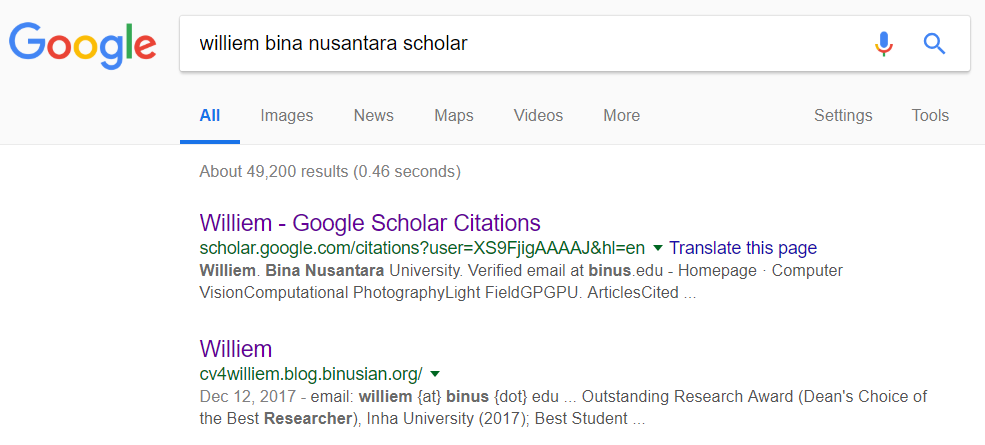 Google
williem bina nusantara scholar
All Images News Maps Videos More Settings Tools
About 49,200 results (0.46 seconds)
Williem - Google Scholar Citations
scholar.google.com/citations?user=XS9FjigAAAAJ&hl=en Translate this page
Williem. Bina Nusantara University. Verified email at binus.edu - Homepage · Computer
VisionComputational PhotographyLight FieldGPGPU. ArticlesCited ...
Williem
cv4williem.blog.binusian.org/
Dec 12, 2017 - email: williem {at} binus {dot} edu ... Outstanding Research Award (Dean's Choice of
the Best Researcher), Inha University (2017); Best Student ...